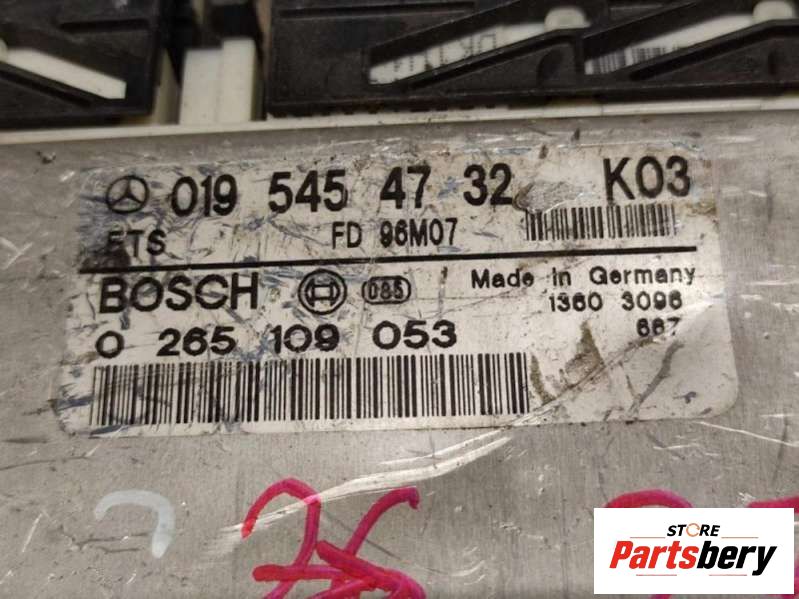 019 545 47 32 K03
ETS FD 96M07
BOSCH 085 Made in Germany
1360 3096
0 265 109 053 667
STORE
Partsbery